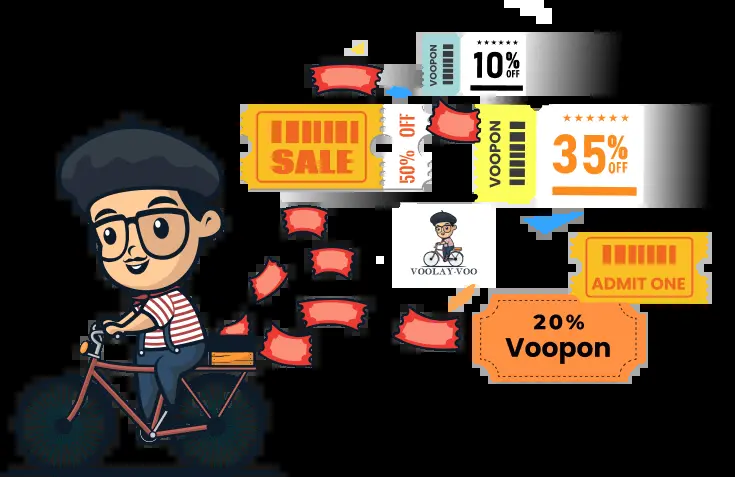 VOOPON
10%
OFF
SALE
50% OFF
VOOPON
35%
OFF
VOOLAY-VOO
ADMIT ONE
20%
Voopon